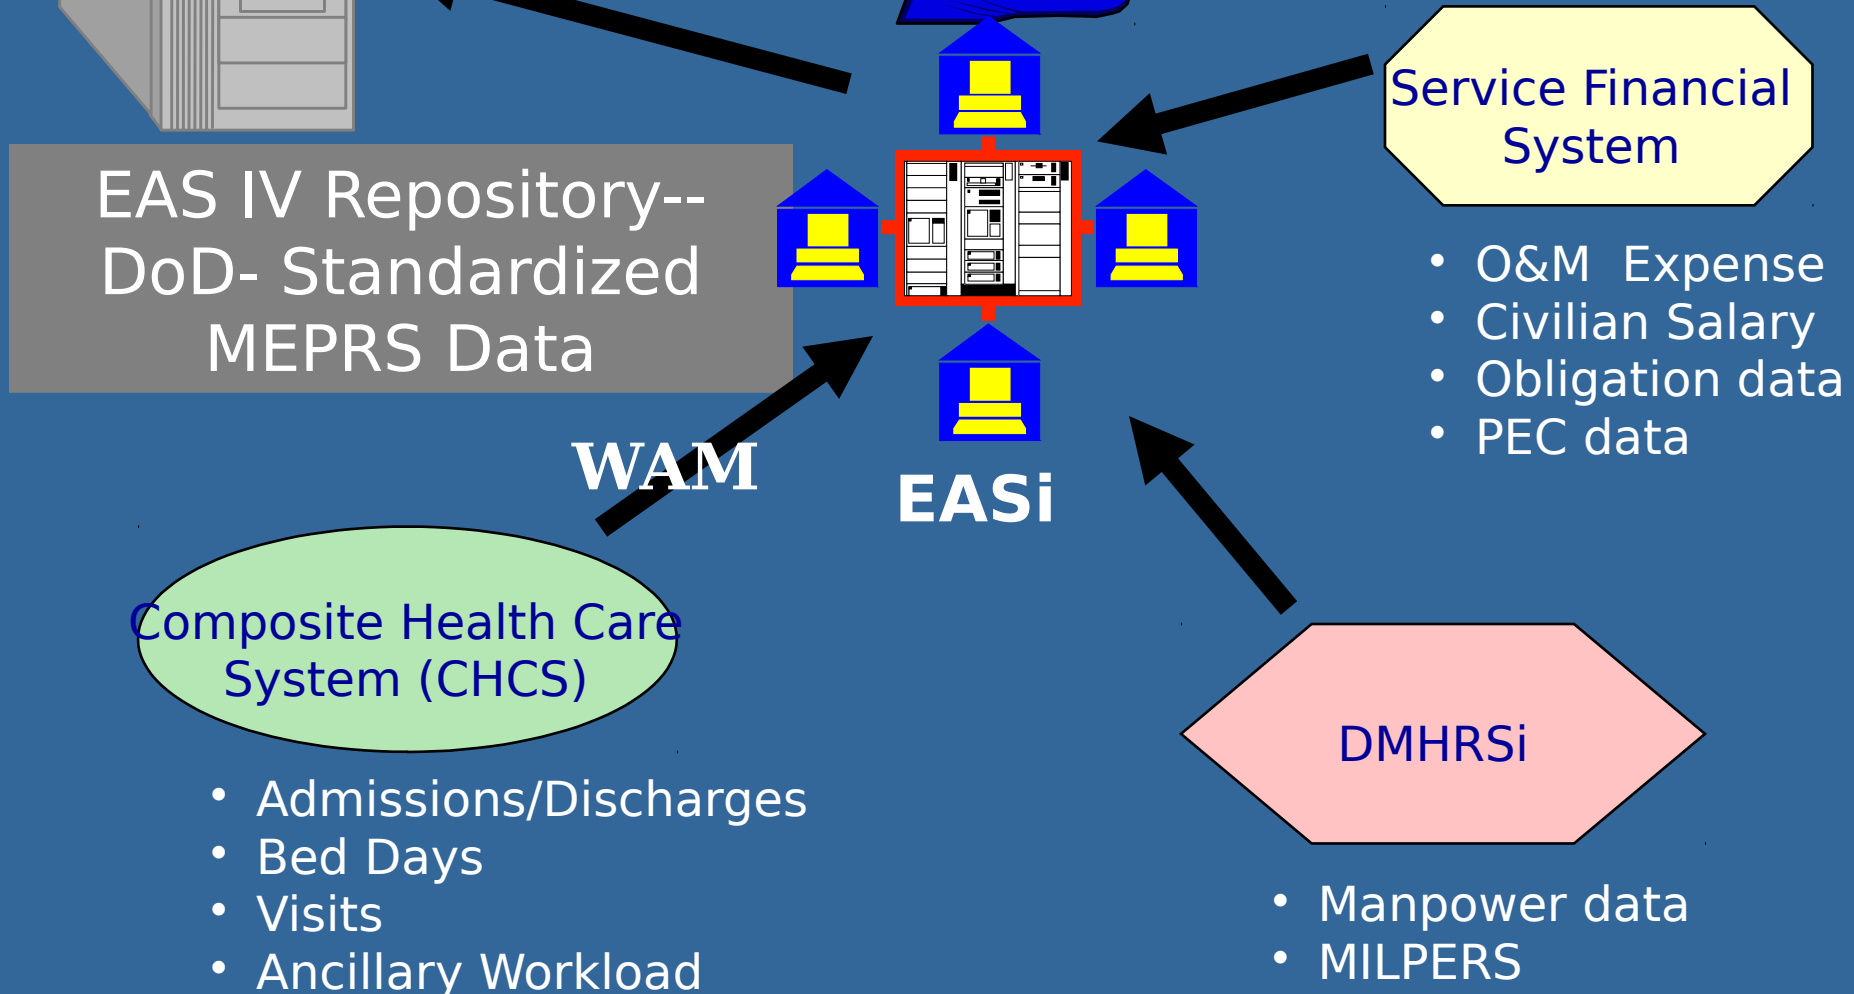 Service Financial
System
EAS IV Repository--
DoD- Standardized
MEPRS Data
• O&M  Expense
• Civilian Salary
• Obligation data
• PEC data
WAM
EASi
Composite Health Care
System (CHCS)
DMHRSi
• Admissions/Discharges
• Bed Days
• Visits
• Ancillary Workload
• Manpower data
• MILPERS